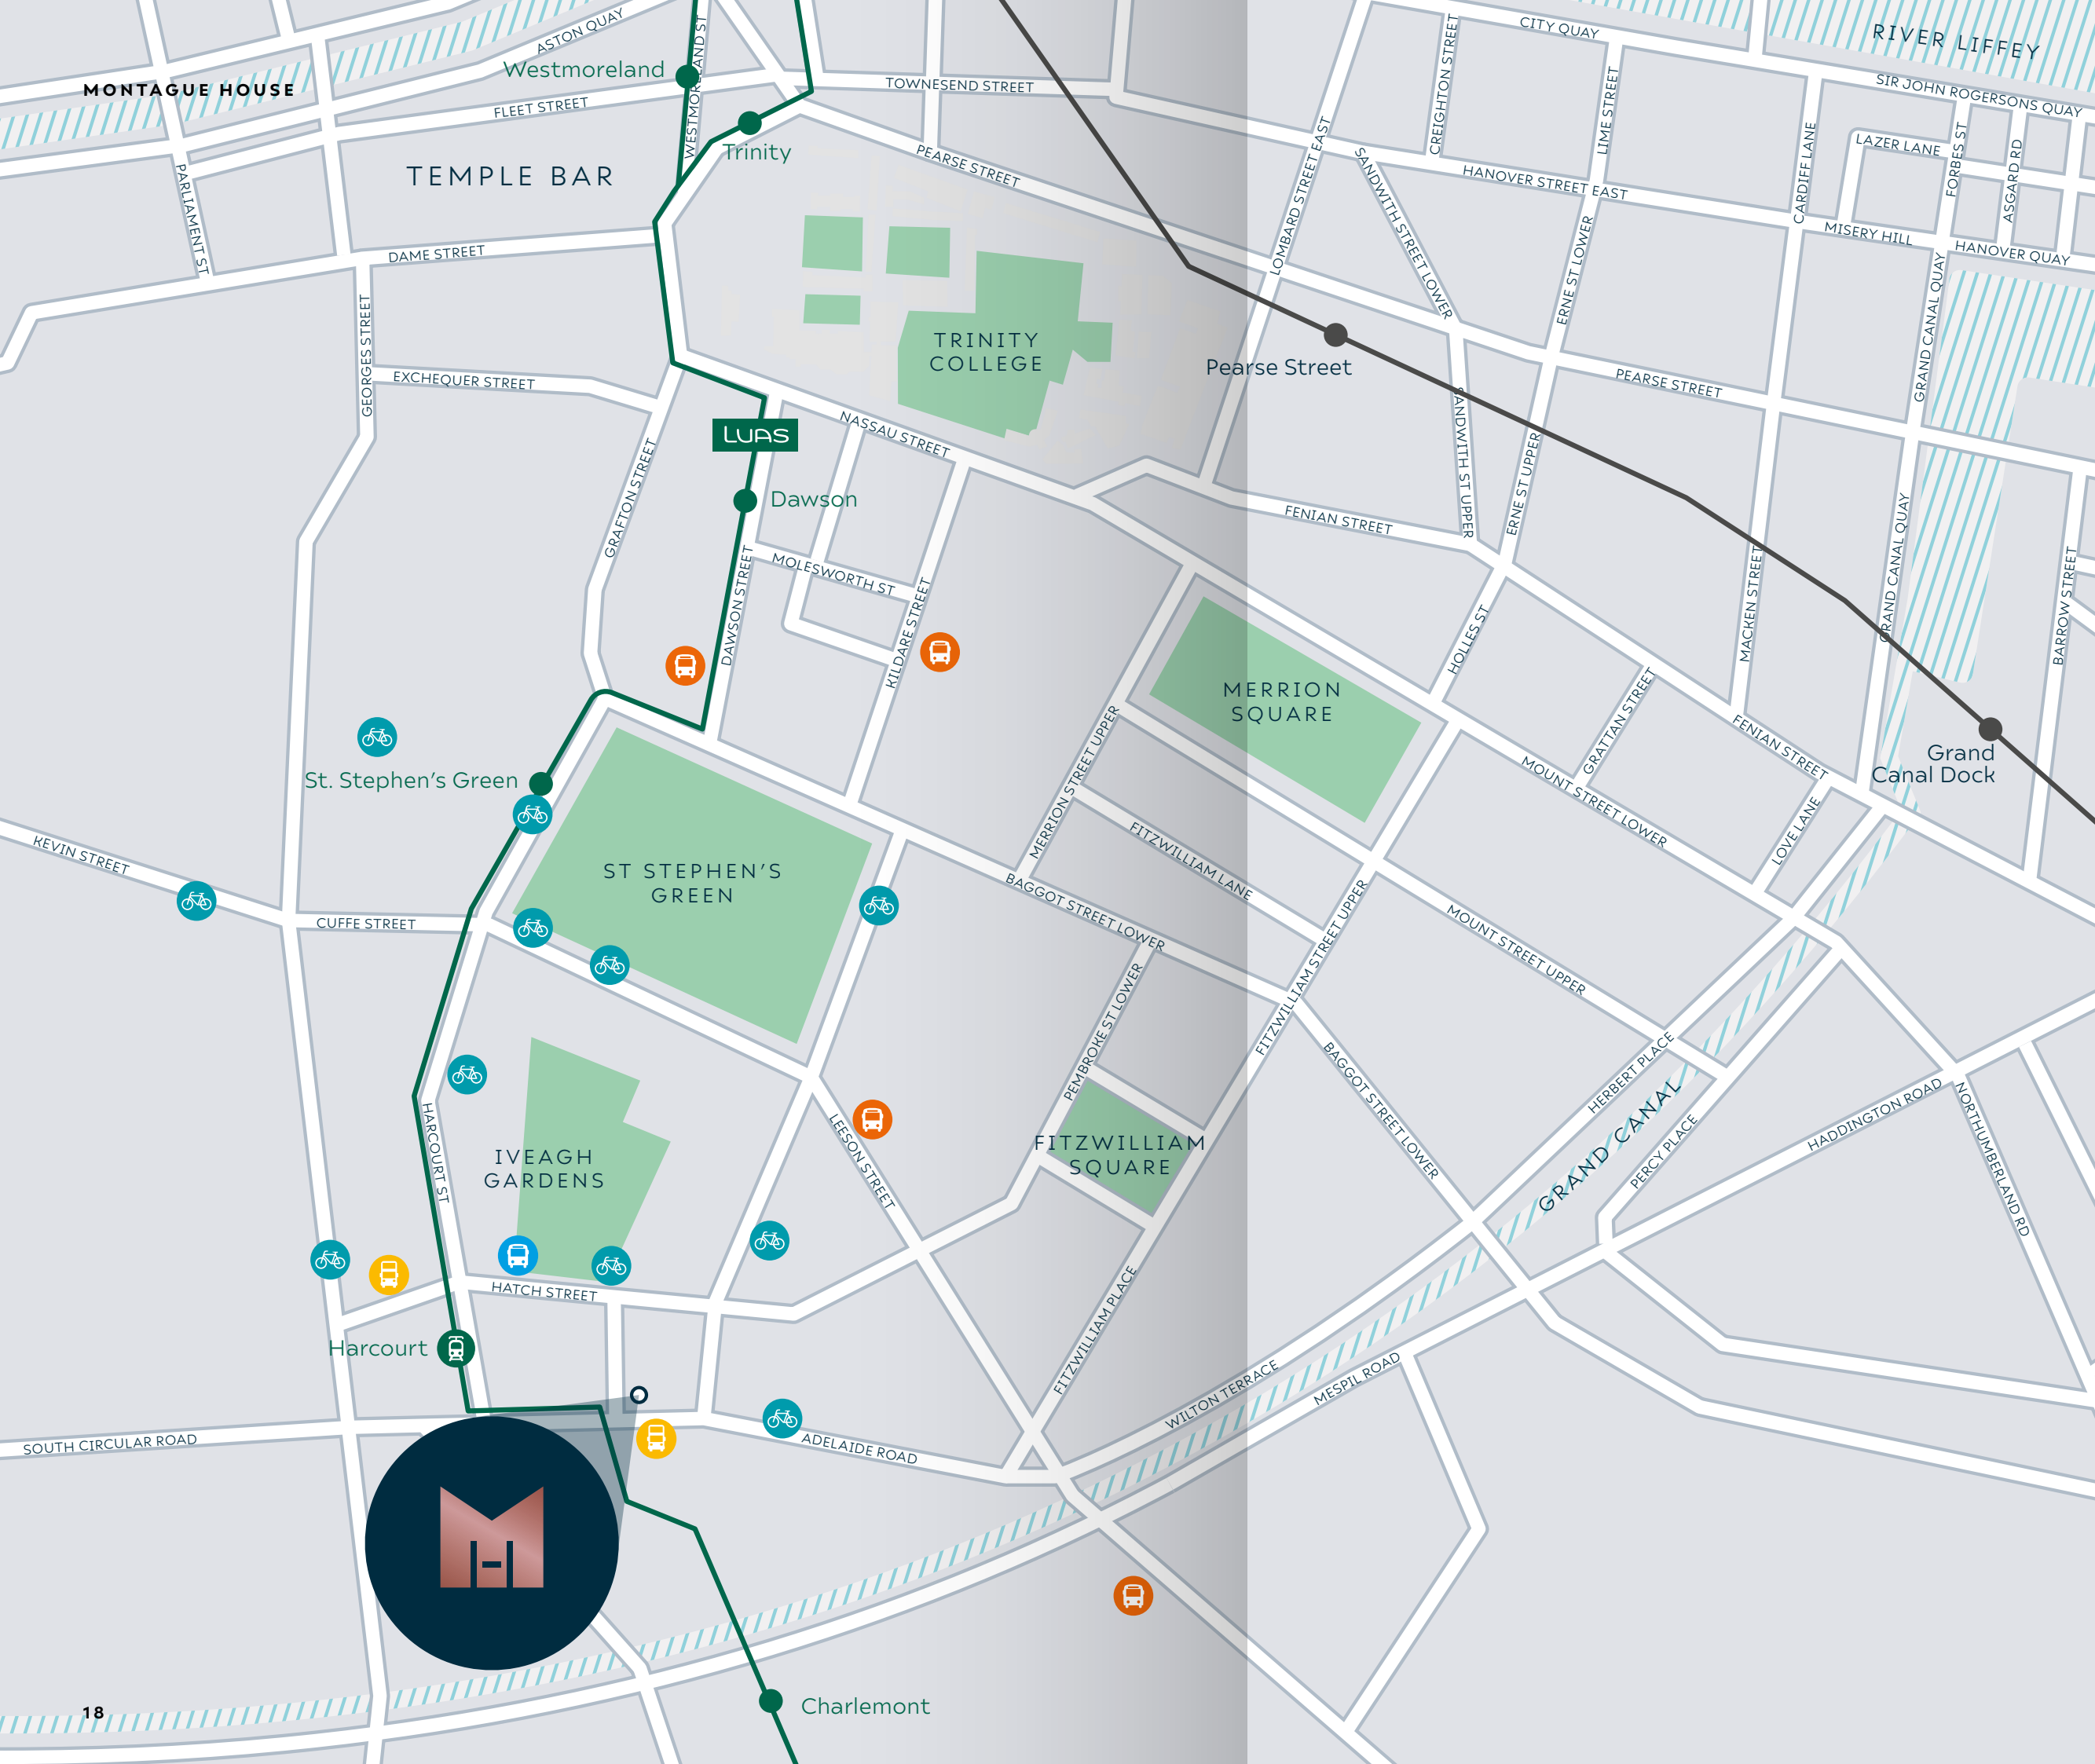 MONTAGUE HOUSE
ASTON QUAY
WESTMORELAND ST
Westmoreland
FLEET STREET
TEMPLE BAR
Trinity
TOWNESEND STREET
PEARSE STREET
PARLIAMENT ST
DAME STREET
GEORGES STREET
EXCHEQUER STREET
GRAFTON STREET
TRINITY
COLLEGE
LUAS
NASSAU STREET
Dawson
MOLESWORTH ST
DAWSON STREET
KILDARE STREET
CITY QUAY
RIVER LIFFEY
SIR JOHN ROGERSONS QUAY
CREIGHTON STREET
LIME STREET
LAZER LANE
FORBES ST
ASGARD RD
CARDIFF LANE
LOMBARD STREET EAST
SANDWITH STREET LOWER
HANOVER STREET EAST
MISERY HILL
HANOVER QUAY
ERNE ST LOWER
GRAND CANAL QUAY
Pearse Street
PEARSE STREET
SANDWITH ST UPPER
ERNE ST UPPER
FENIAN STREET
GRAND CANAL QUAY
MACKEN STREET
BARROW STREET
HOLLES ST
MERRION
SQUARE
GRATTAN STREET
FENIAN STREET
Grand
Canal Dock
MOUNT STREET LOWER
LOVE LANE
MERRION STREET UPPER
FITZWILLIAM LANE
St. Stephen's Green
KEVIN STREET
CUFFE STREET
ST STEPHEN'S
GREEN
BAGGOT STREET LOWER
FITZWILLIAM STREET UPPER
MOUNT STREET UPPER
PEMBROKE ST LOWER
BAGGOT STREET LOWER
HERBERT PLACE
GRAND CANAL
PERCY PLACE
HADDINGTON ROAD
NORTHUMBERLAND RD
HARCOURT ST
IVEAGH
GARDENS
LEESON STREET
FITZWILLIAM
SQUARE
HATCH STREET
Harcourt
FITZWILLIAM PLACE
WILTON TERRACE
MESPIL ROAD
SOUTH CIRCULAR ROAD
ADELAIDE ROAD
Charlemont
18